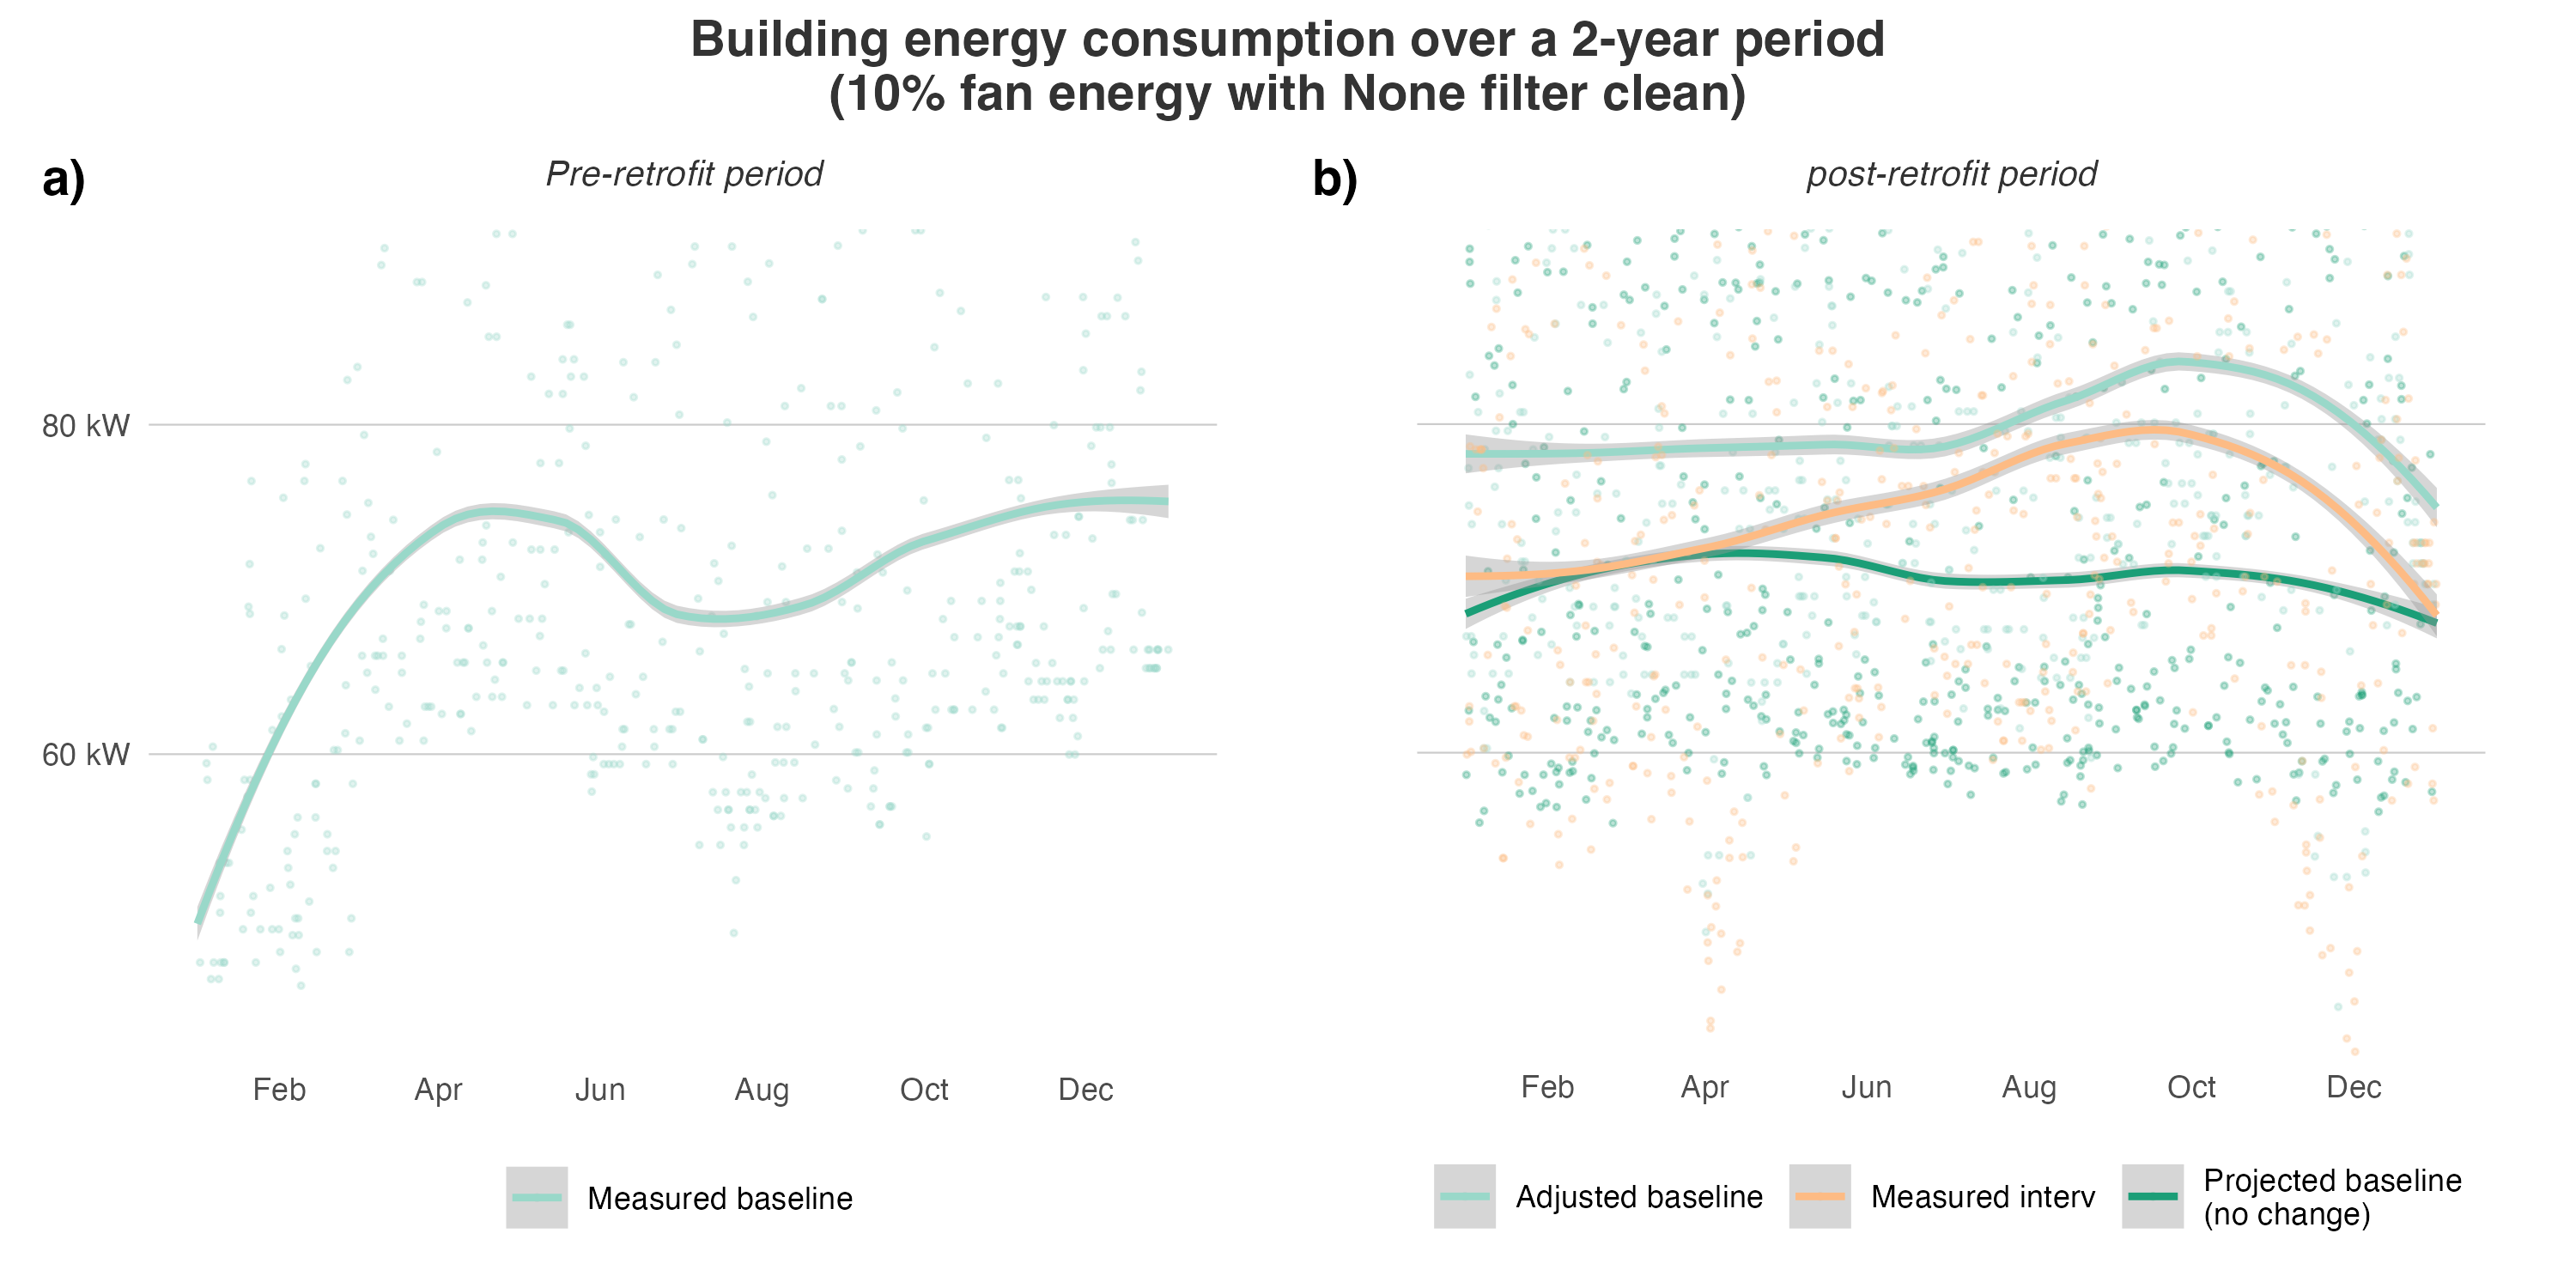 Building energy consumption over a 2-year period
(10% fan energy with None filter clean)
a)
Pre-retrofit period
80 kW
60 kW
Feb Apr Jun Aug Oct Dec
Measured baseline
b)
post-retrofit period
Feb Apr Jun Aug Oct Dec
Adjusted baseline
Measured interv
Projected baseline
(no change)